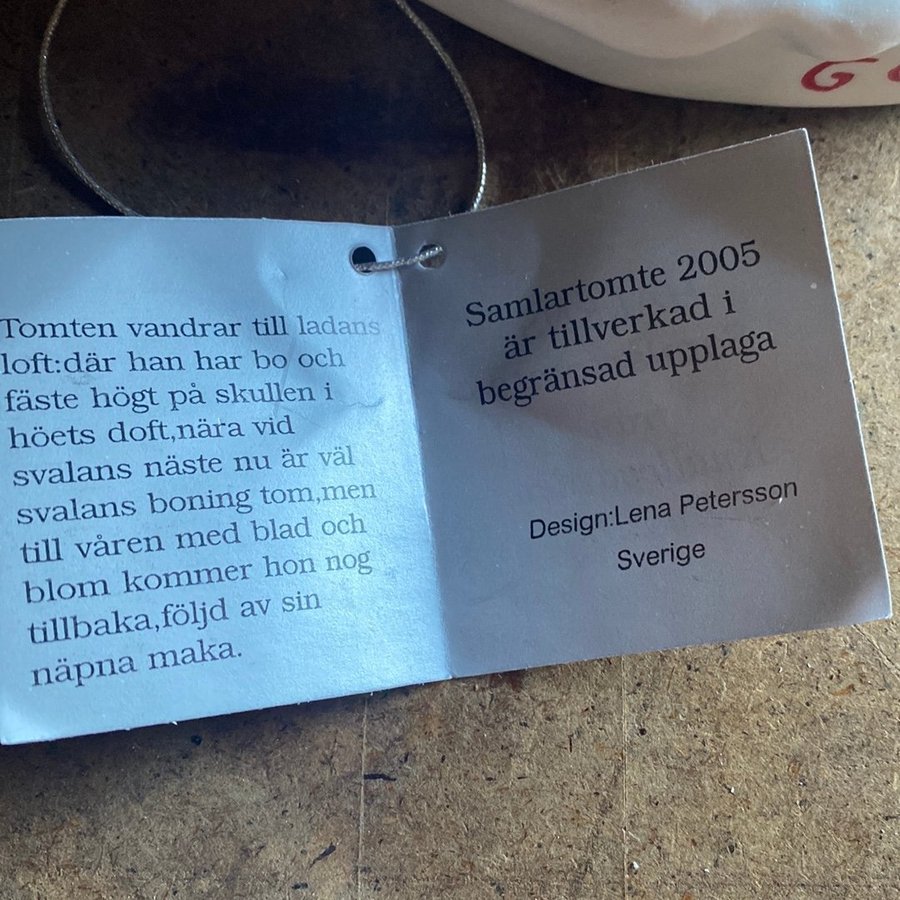 Tomten vandrar till ladans
loft:där han har bo och
fäste högt på skullen i
höets doft,nära vid
svalans näste nu är väl
svalans boning tom,men
till våren med blad och
blom kommer hon nog
tillbaka,följd av sin
näpna maka.
Samlartomte 2005
är tillverkad i
begränsad upplaga
Design:Lena Petersson
Sverige
G